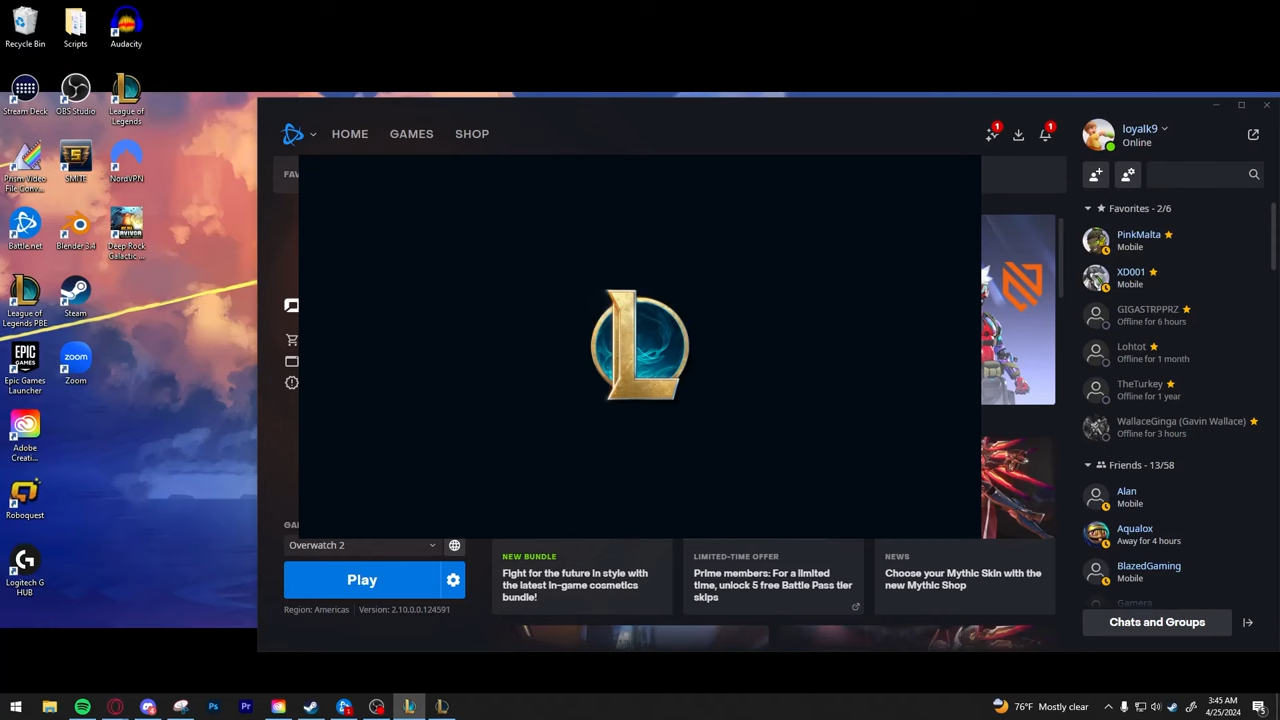 Recycle Bin
Scripts
Audacity
Stream Deck
OBS Studio
League of
Legends
Prism Video
File Conv...
SMITE
NordVPN
Battle.net
Blender 3.4
Deep Rock
Galactic ...
League of
Legends PBE
Steam
Epic Games
Launcher
Zoom
Adobe
Creati...
Roboquest
Logitech G
HUB
HOME
GAMES
SHOP
1
1
loyalk9
Online
FAV
Favorites - 2/6
PinkMalta
Mobile
XD001
Mobile
GIGASTRPPRZ
Offline for 6 hours
Lohtot
Offline for 1 month
TheTurkey
Offline for 1 year
WallaceGinga (Gavin Wallace)
Offline for 3 hours
Friends - 13/58
Alan
Mobile
Aqualox
Away for 4 hours
BlazedGaming
Mobile
Gamera
Chats and Groups
GA
Overwatch 2
Play
Region: Americas
Version: 2.10.0.0.124591
NEW BUNDLE
Fight for the future in style with
the latest in-game cosmetics
bundle!
LIMITED-TIME OFFER
Prime members: For a limited
time, unlock 5 free Battle Pass tier
skips
NEWS
Choose your Mythic Skin with the
new Mythic Shop
76°F Mostly clear
3:45 AM
4/25/2024